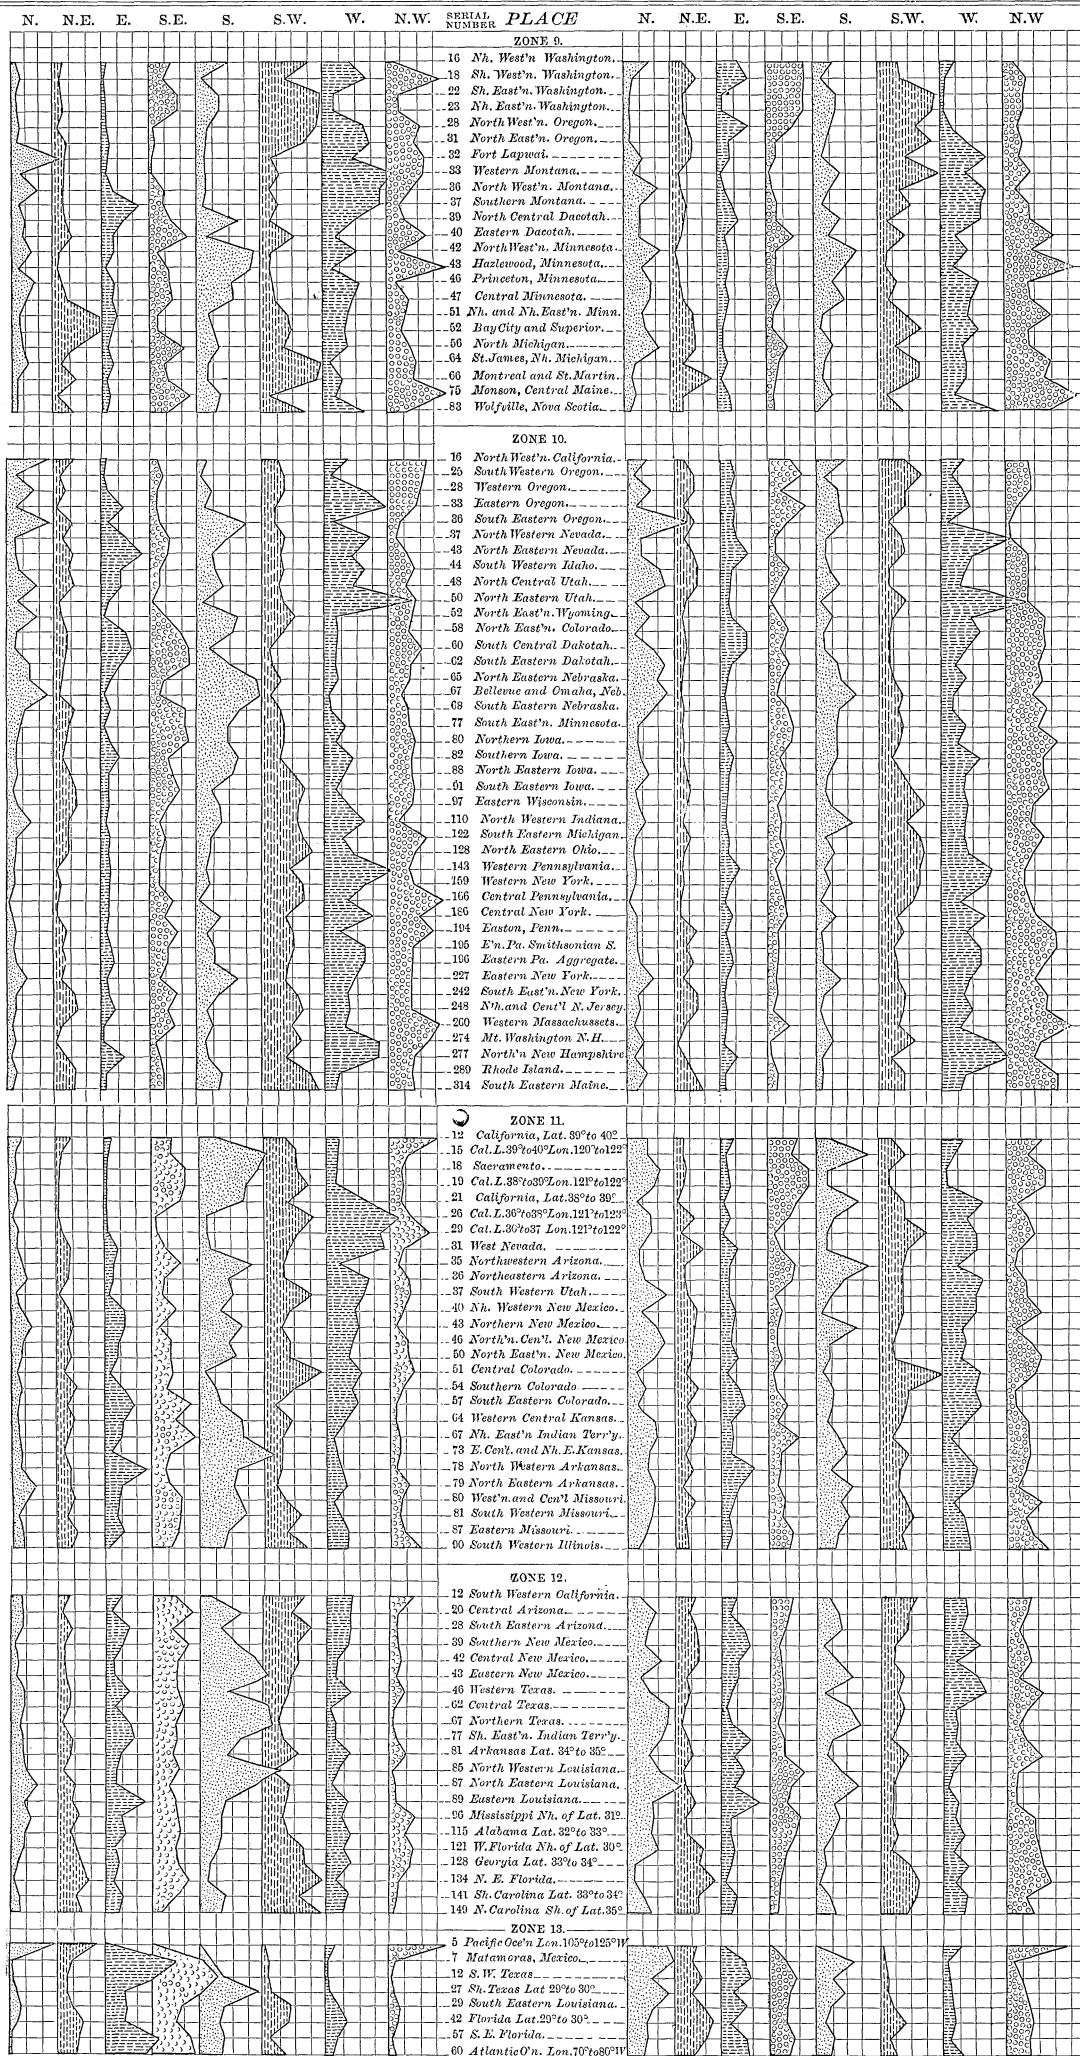 N. N.E. E. S.E. S. S.W. W. N.W. SERIAL NUMBER PLACE N. N.E. E. S.E. S. S.W. W. N.W
ZONE 9.
16 Nh. West'n Washington.
18 Sh. West'n Washington.
22 Sh. East'n. Washington.
23 Nh. East'n. Washington.
28 North West'n. Oregon.
31 North East'n. Oregon.
32 Fort Lapwai.
33 Western Montana.
36 North West'n. Montana.
37 Southern Montana.
39 North Central Dacotah.
40 Eastern Dacotah.
42 North West'n. Minnesota.
43 Hazlewood, Minnesota.
46 Princeton, Minnesota.
47 Central Minnesota.
51 Nh. and Nh. East'n. Minn.
52 Bay City and Superior.
56 North Michigan.
64 St. James, Nh. Michigan.
66 Montreal and St. Martin.
75 Monson, Central Maine.
83 Wolfville, Nova Scotia.
ZONE 10.
16 North West'n. California.
25 South Western Oregon.
28 Western Oregon.
33 Eastern Oregon.
36 South Eastern Oregon.
37 North Western Nevada.
43 North Eastern Nevada.
44 South Western Idaho.
48 North Central Utah.
50 North Eastern Utah.
52 North East'n. Wyoming.
58 North East'n. Colorado.
60 South Central Dakotah.
62 South Eastern Dakotah.
65 North Eastern Nebraska.
67 Bellevue and Omaha, Neb.
68 South Eastern Nebraska.
77 South East'n. Minnesota.
80 Northern Iowa.
82 Southern Iowa.
88 North Eastern Iowa.
91 South Eastern Iowa.
97 Eastern Wisconsin.
110 North Western Indiana.
122 South Eastern Michigan.
128 North Eastern Ohio.
143 Western Pennsylvania.
159 Western New York.
166 Central Pennsylvania.
186 Central New York.
194 Easton, Penn.
195 E'n. Pa. Smithsonian S.
196 Eastern Pa. Aggregate.
227 Eastern New York.
242 South East'n. New York.
248 N'h. and Cent'l N. Jersey
260 Western Massachussets.
274 Mt. Washington N.H.
277 North'n New Hampshire
289 Rhode Island.
314 South Eastern Maine.
ZONE 11.
12 California, Lat. 39° to 40°
15 Cal. L. 39° to 40° Lon. 120° to 122°
18 Sacramento.
19 Cal. L. 38° to 39° Lon. 121° to 122°
21 California, Lat. 38° to 39°
26 Cal. L. 36° to 38° Lon. 121° to 123°
29 Cal. L. 36° to 37 Lon. 121° to 122°
31 West Nevada.
35 Northwestern Arizona.
36 Northeastern Arizona.
37 South Western Utah.
40 Nh. Western New Mexico.
43 Northern New Mexico.
46 North'n. Cen'l. New Mexico
50 North East'n. New Mexico.
51 Central Colorado.
54 Southern Colorado
57 South Eastern Colorado.
64 Western Central Kansas.
67 Nh. East'n Indian Terr'y.
73 E. Cen't. and Nh. E. Kansas.
78 North Western Arkansas.
79 North Eastern Arkansas.
80 West'n. and Cen'l Missouri.
81 South Western Missouri.
87 Eastern Missouri.
90 South Western Illinois.
ZONE 12.
12 South Western California.
20 Central Arizona.
28 South Eastern Arizona.
39 Southern New Mexico.
42 Central New Mexico.
43 Eastern New Mexico.
46 Western Texas.
62 Central Texas.
67 Northern Texas.
77 Sh. East'n. Indian Terr'y.
81 Arkansas Lat. 34° to 35°
85 North Western Louisiana.
87 North Eastern Louisiana.
89 Eastern Louisiana.
96 Mississippi Nh. of Lat. 31°
115 Alabama Lat. 32° to 33°
121 W. Florida Nh. of Lat. 30°
128 Georgia Lat. 33° to 34°
134 N. E. Florida.
141 Sh. Carolina Lat. 33° to 34°
149 N. Carolina Sh. of Lat. 35°
ZONE 13.
5 Pacific Oce'n Lon. 105° to 125° W
7 Matamoras, Mexico.
12 S. W. Texas
27 Sh. Texas Lat 29° to 30°
29 South Eastern Louisiana.
42 Florida Lat. 29° to 30°
57 S. E. Florida.
60 Atlantic O'n. Lon. 70° to 80° W